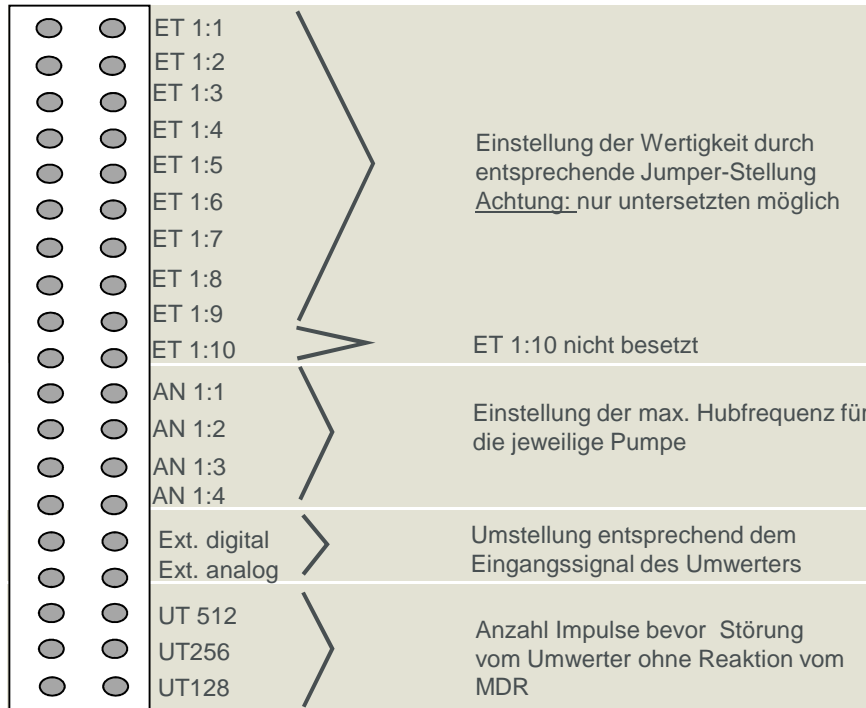 ET 1:1
ET 1:2
ET 1:3
ET 1:4
ET 1:5
ET 1:6
ET 1:7
ET 1:8
ET 1:9
ET 1:10
Einstellung der Wertigkeit durch
entsprechende Jumper-Stellung
Achtung: nur untersetzten möglich
ET 1:10 nicht besetzt
AN 1:1
AN 1:2
AN 1:3
AN 1:4
Einstellung der max. Hubfrequenz für
die jeweilige Pumpe
Ext. digital
Ext. analog
Umstellung entsprechend dem
Eingangssignal des Umwerters
UT 512
UT256
UT128
Anzahl Impulse bevor Störung
vom Umwerter ohne Reaktion vom
MDR